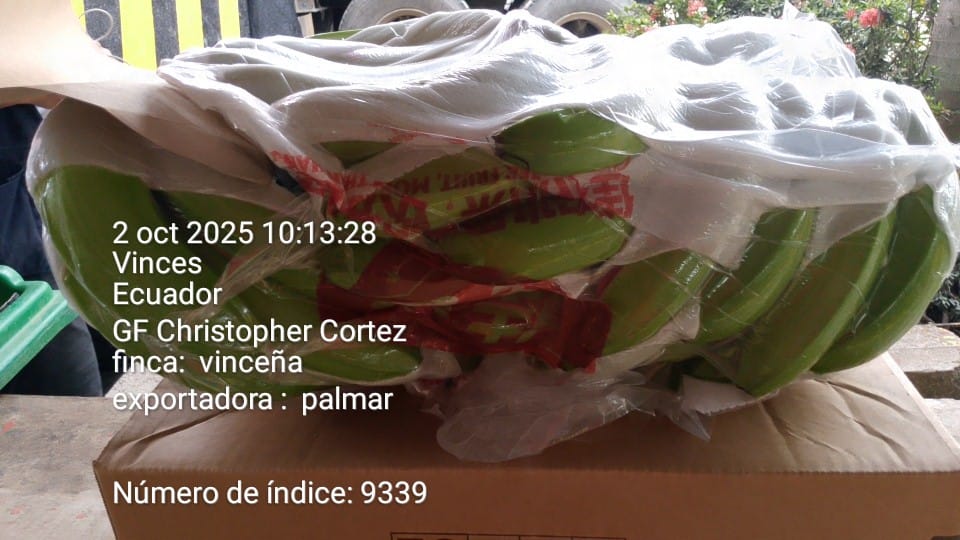 2 oct 2025 10:13:28
Vinces
Ecuador
GF Christopher Cortez
finca: vinceña
exportadora : palmar
Número de índice: 9339